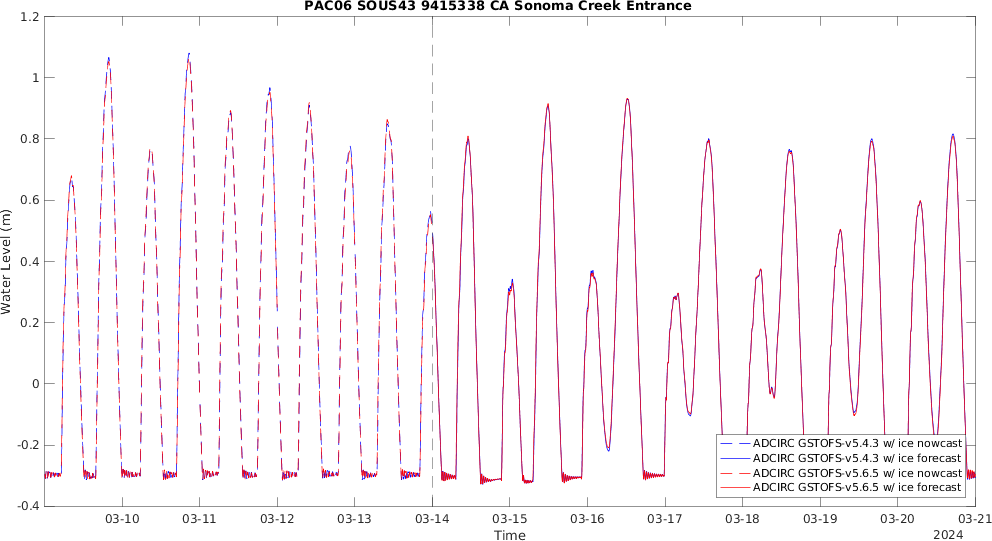 PAC06 SOUS43 9415338 CA Sonoma Creek Entrance
1.2
1
0.8
0.6
0.4
0.2
0
-0.2
-0.4
Water Level (m)
ADCIRC GSTOFS-v5.4.3 w/ ice nowcast
ADCIRC GSTOFS-v5.4.3 w/ ice forecast
ADCIRC GSTOFS-v5.6.5 w/ ice nowcast
ADCIRC GSTOFS-v5.6.5 w/ ice forecast
03-10 03-11 03-12 03-13 03-14 03-15 03-16 03-17 03-18 03-19 03-20 03-21
Time
2024